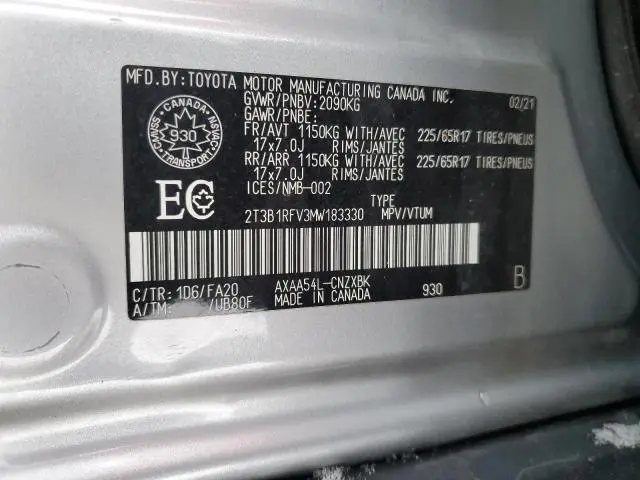 MFD.BY:TOYOTA MOTOR MANUFACTURING CANADA INC. 02/21
GVWR/PNBV:2090KG
GAWR/PNBE:
FR/AVT 1150KG WITH/AVEC 225/65R17 TIRES/PNEUS
17x7.0J RIMS/JANTES
RR/ARR 1150KG WITH/AVEC 225/65R17 TIRES/PNEUS
17x7.0J RIMS/JANTES
ICES/NMB-002
CANADA
CMVSS
NSVAC
930
TRANSPORT
EC
TYPE
2T3B1RFV3MW183330 MPV/VTUM
C/TR: 1D6/FA20 AXAA54L-CNZXBK 930 B
A/TM: /UB80F MADE IN CANADA